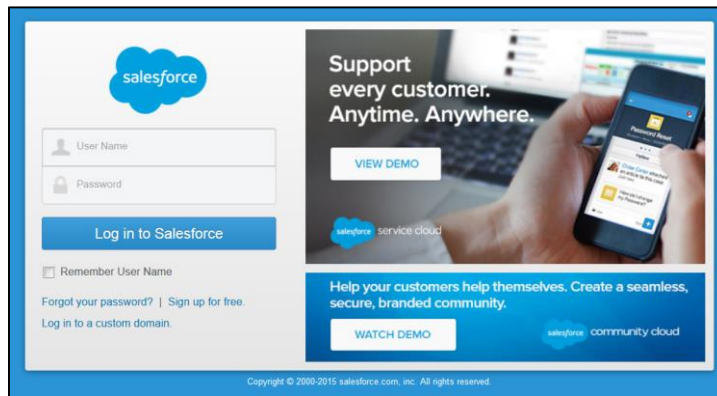 salesforce
User Name
Password
Log in to Salesforce
Remember User Name
Forgot your password? | Sign up for free.
Log in to a custom domain.
Support
every customer.
Anytime. Anywhere.
VIEW DEMO
salesforce service cloud
Password Reset
Help your customers help themselves. Create a seamless,
secure, branded community.
WATCH DEMO
salesforce community cloud
Copyright © 2000-2015 salesforce.com, inc. All rights reserved.